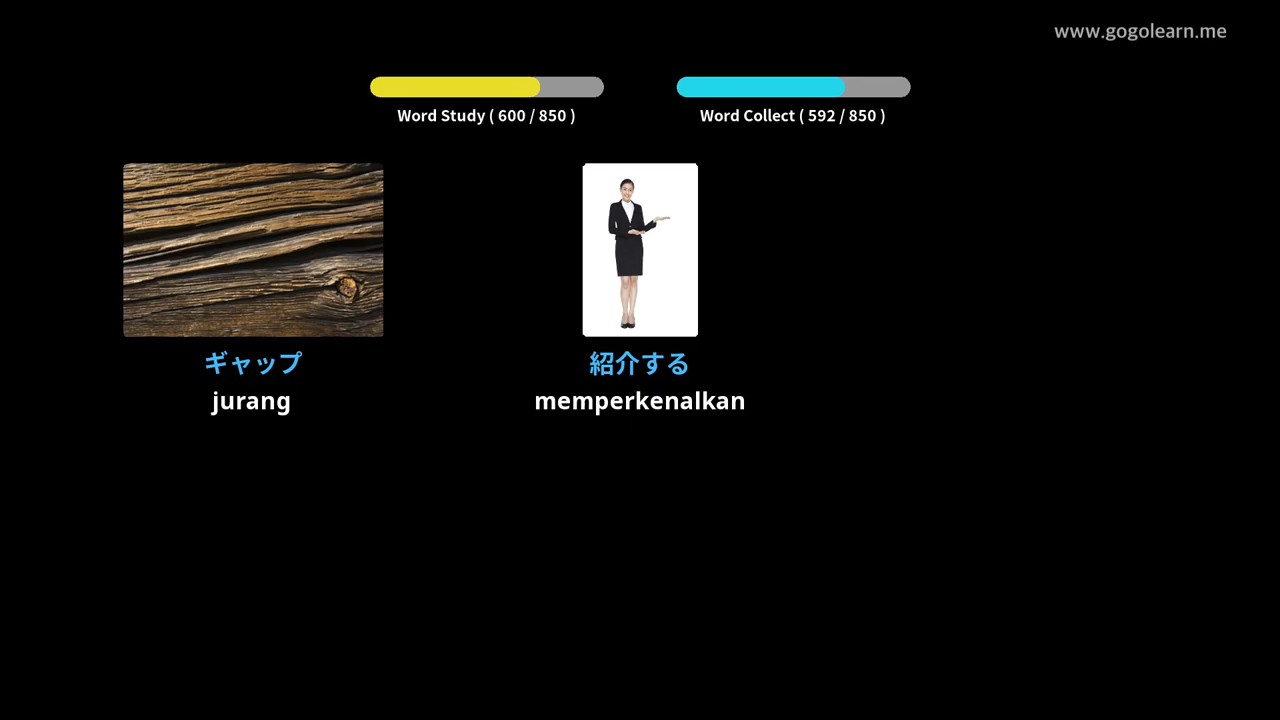 www.gogolearn.me
Word Study ( 600 / 850 )
Word Collect ( 592 / 850 )
ギャップ
jurang
紹介する
memperkenalkan